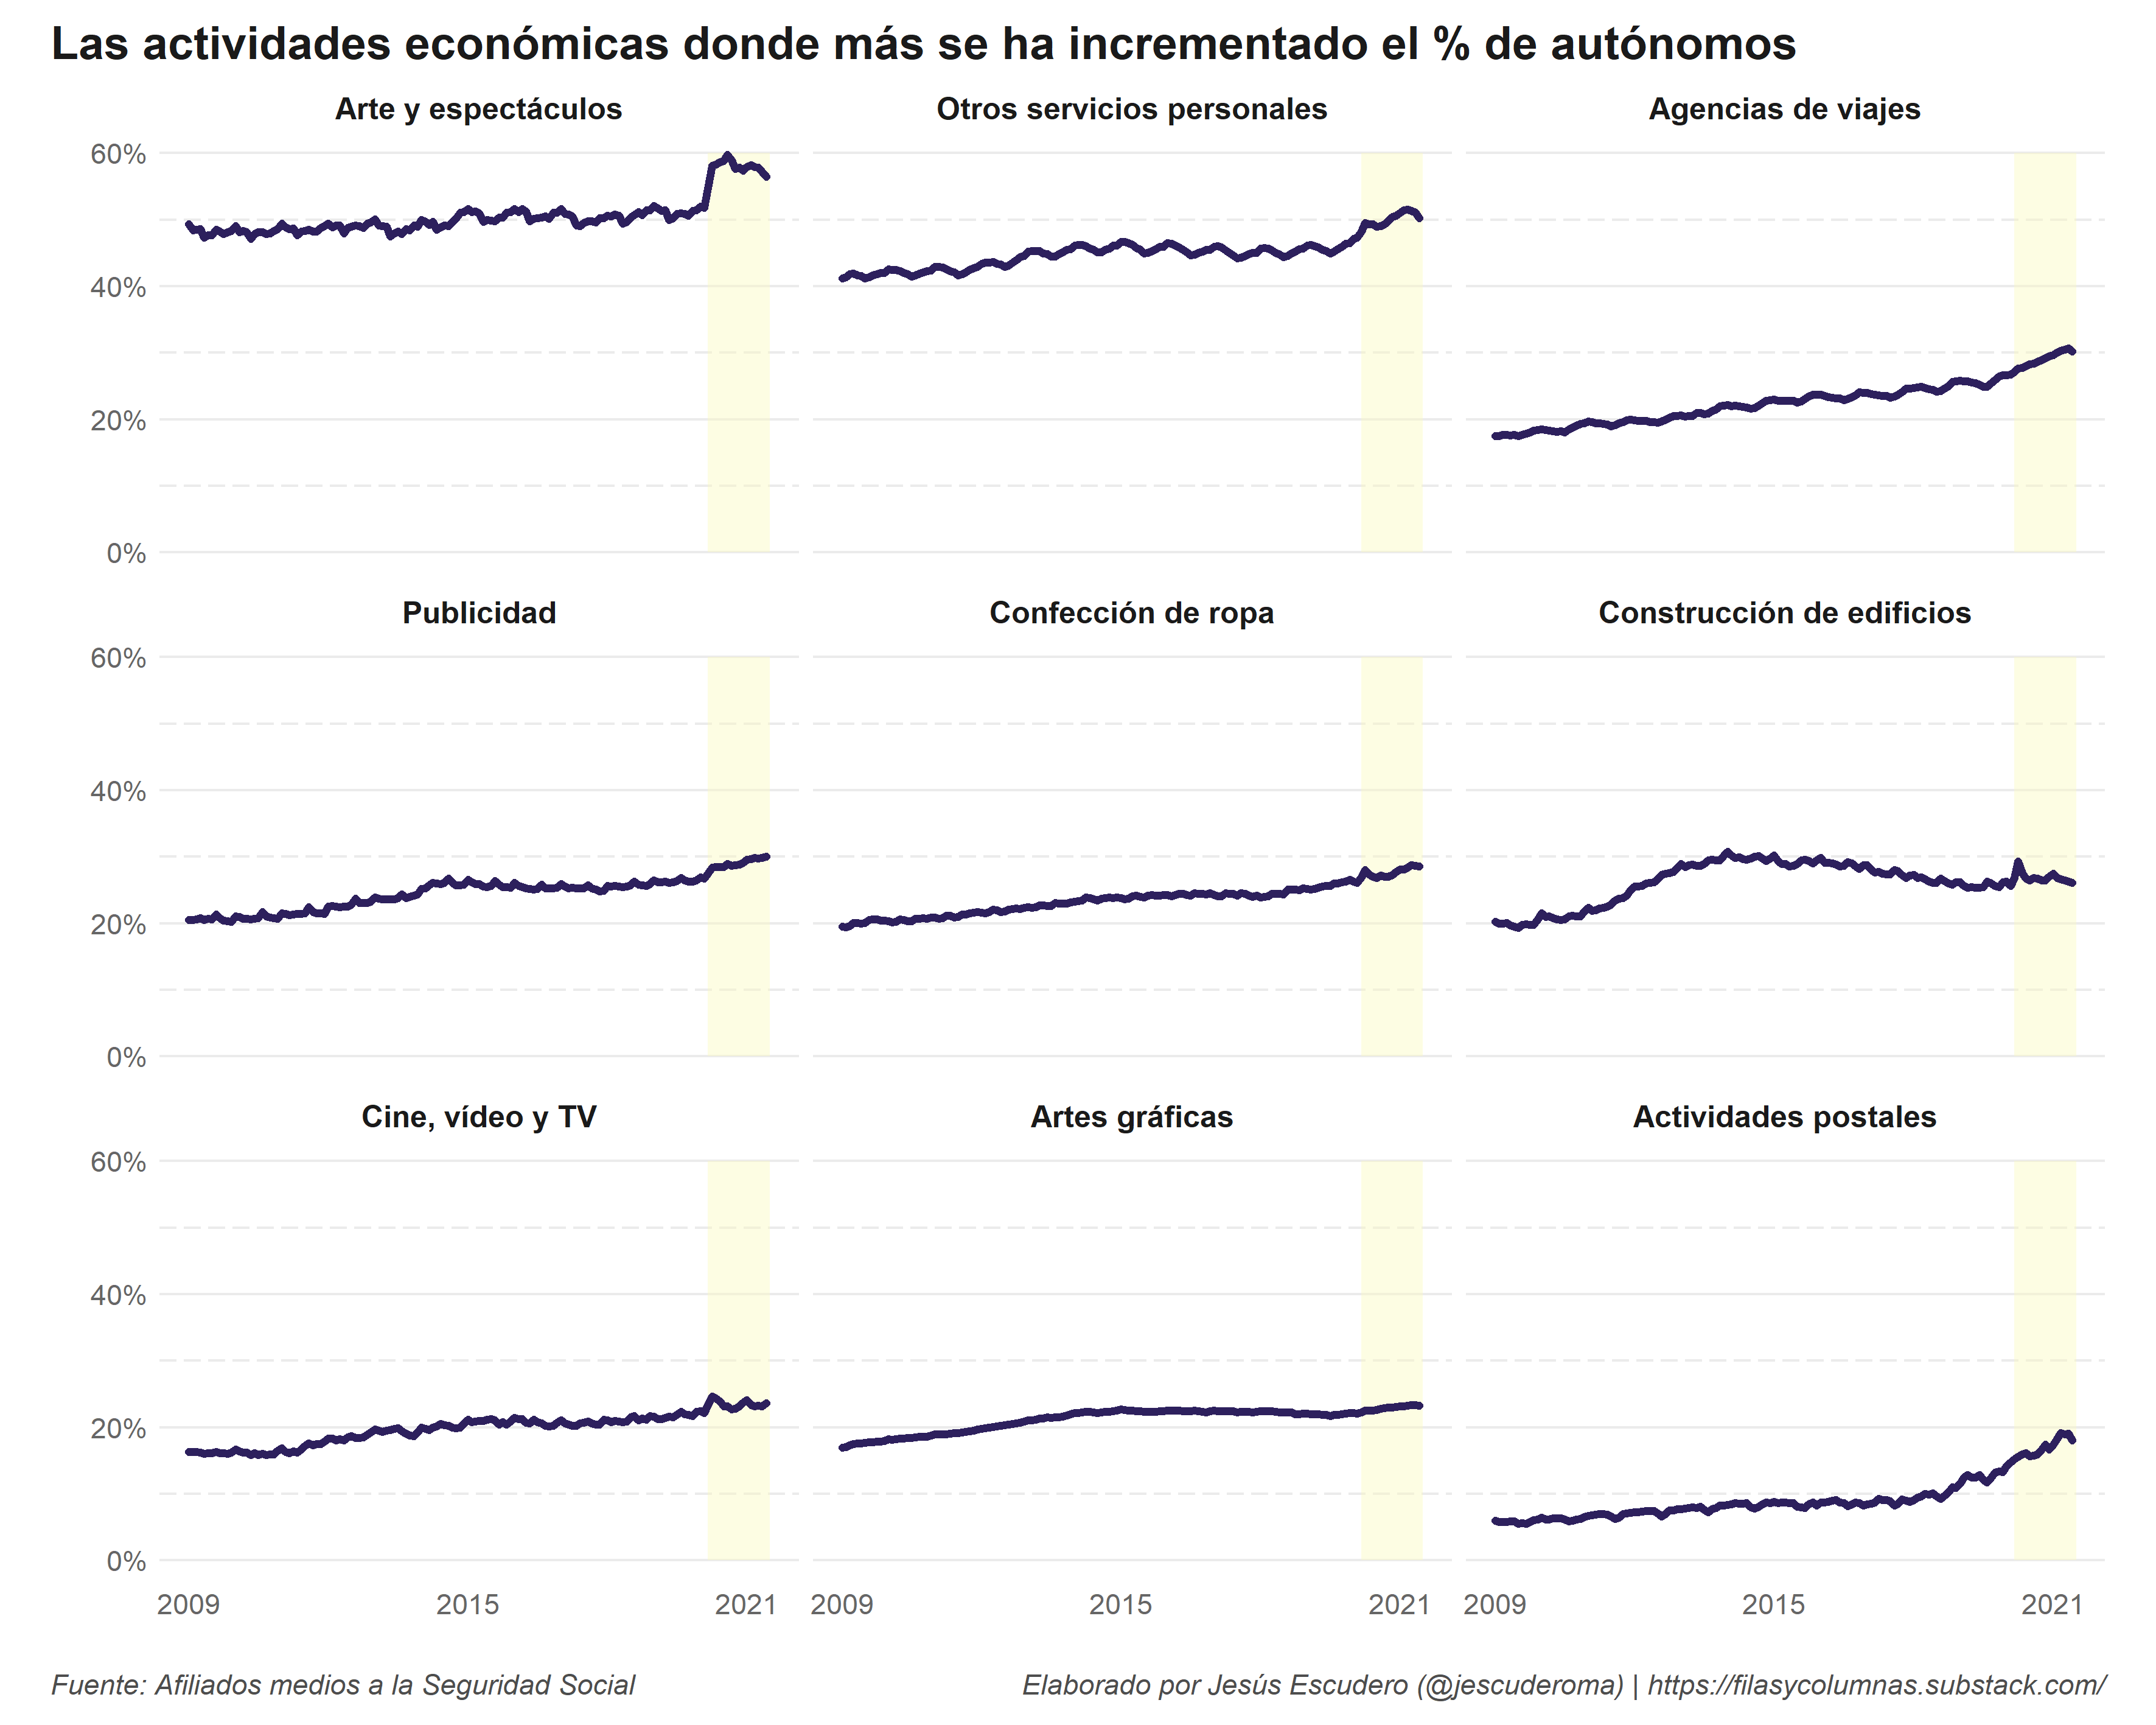 Las actividades económicas donde más se ha incrementado el % de autónomos
Arte y espectáculos
Otros servicios personales
Agencias de viajes
60%
40%
20%
0%
Publicidad
Confección de ropa
Construcción de edificios
60%
40%
20%
0%
Cine, vídeo y TV
Artes gráficas
Actividades postales
60%
40%
20%
0%
2009 2015 2021
2009 2015 2021
2009 2015 2021
Fuente: Afiliados medios a la Seguridad Social
Elaborado por Jesús Escudero (@jescuderoma) | https://filasycolumnas.substack.com/